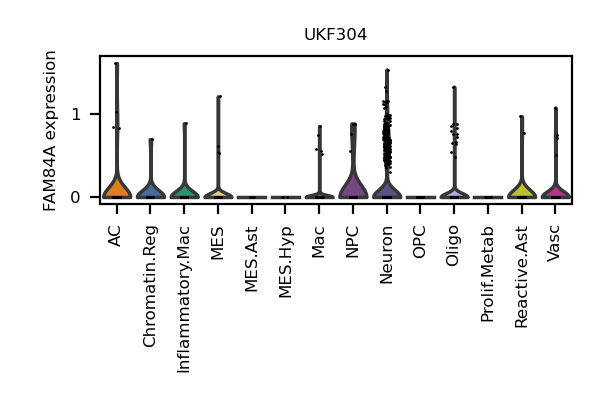 UKF304
FAM84A expression
1
0
AC
Chromatin.Reg
Inflammatory.Mac
MES
MES.Ast
MES.Hyp
Mac
NPC
Neuron
OPC
Oligo
Prolif.Metab
Reactive.Ast
Vasc